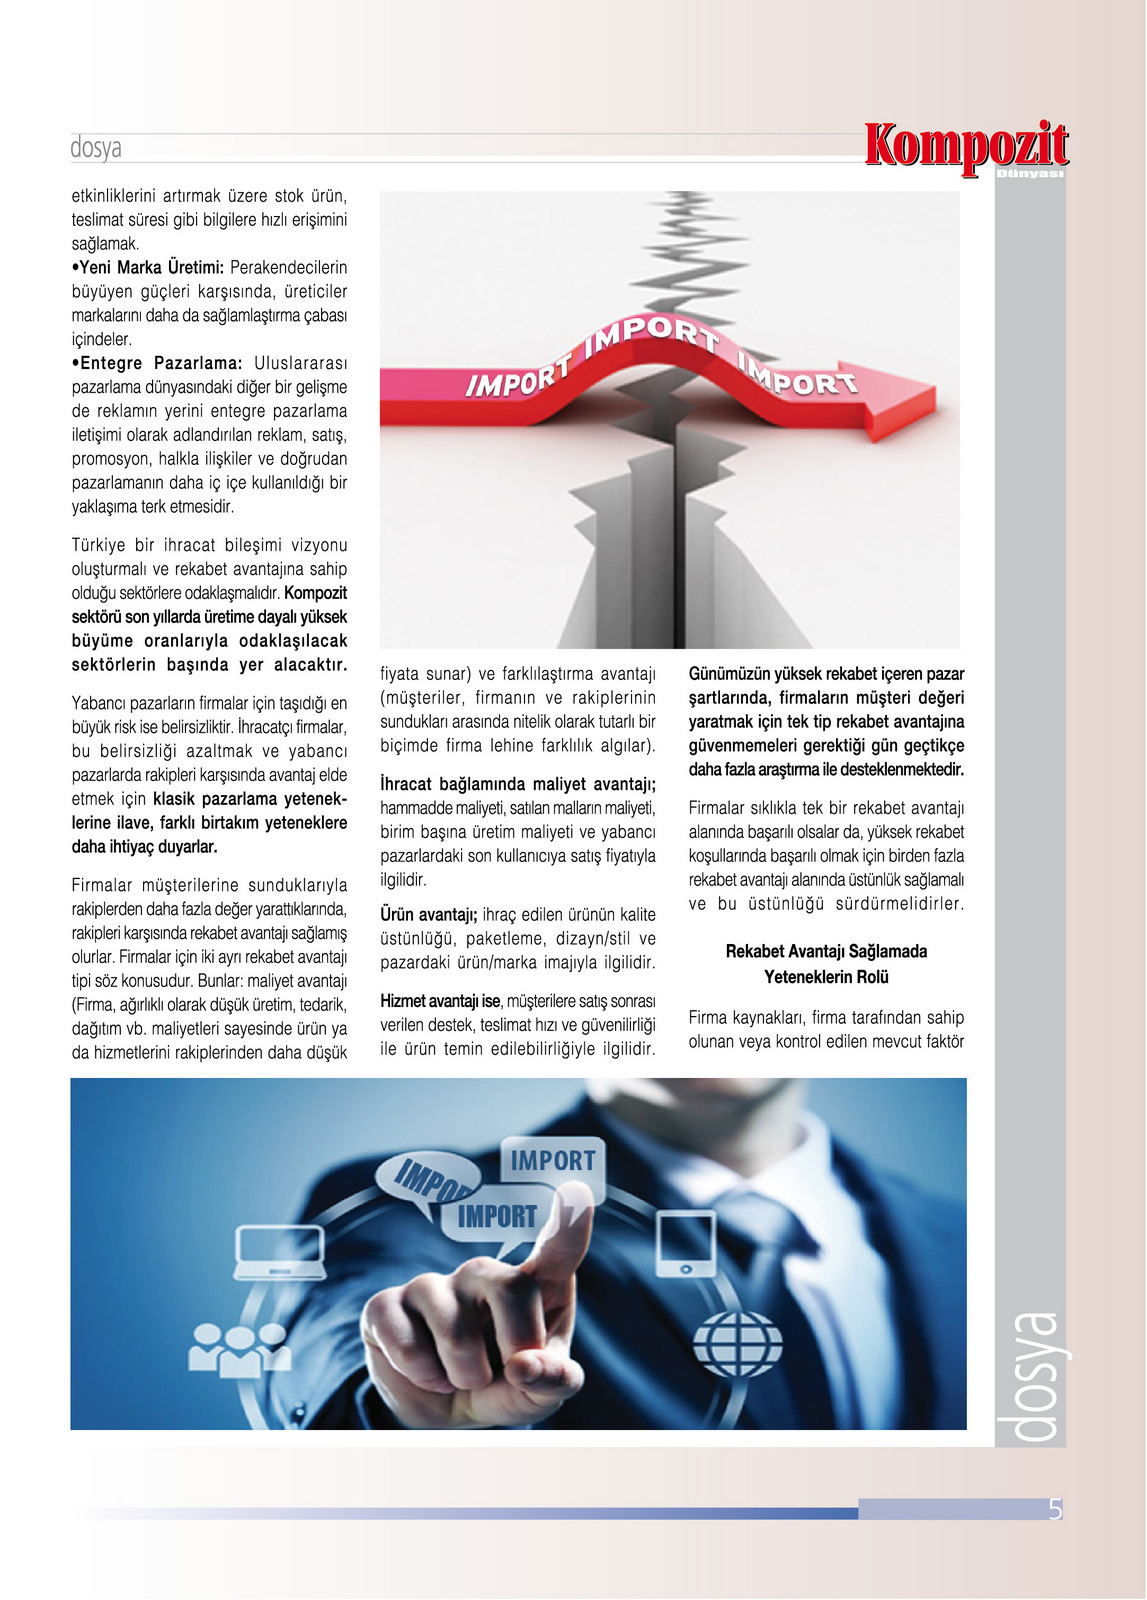 dosya
Kompozit
Dünyası
etkinliklerini artırmak üzere stok ürün,
teslimat süresi gibi bilgilere hızlı erişimini
sağlamak.
•Yeni Marka Üretimi: Perakendecilerin
büyüyen güçleri karşısında, üreticiler
markalarını daha da sağlamlaştırma çabası
içindeler.
•Entegre Pazarlama: Uluslararası
pazarlama dünyasındaki diğer bir gelişme
de reklamın yerini entegre pazarlama
iletişimi olarak adlandırılan reklam, satış,
promosyon, halkla ilişkiler ve doğrudan
pazarlamanın daha iç içe kullanıldığı bir
yaklaşıma terk etmesidir.
Türkiye bir ihracat bileşimi vizyonu
oluşturmalı ve rekabet avantajına sahip
olduğu sektörlere odaklaşmalıdır. Kompozit
sektörü son yıllarda üretime dayalı yüksek
büyüme oranlarıyla odaklaşılacak
sektörlerin başında yer alacaktır.
Yabancı pazarların firmalar için taşıdığı en
büyük risk ise belirsizliktir. İhracatçı firmalar,
bu belirsizliği azaltmak ve yabancı
pazarlarda rakipleri karşısında avantaj elde
etmek için klasik pazarlama yetenek-
lerine ilave, farklı birtakım yeteneklere
daha ihtiyaç duyarlar.
Firmalar müşterilerine sunduklarıyla
rakiplerden daha fazla değer yarattıklarında,
rakipleri karşısında rekabet avantajı sağlamış
olurlar. Firmalar için iki ayrı rekabet avantajı
tipi söz konusudur. Bunlar: maliyet avantajı
(Firma, ağırlıklı olarak düşük üretim, tedarik,
dağıtım vb. maliyetleri sayesinde ürün ya
da hizmetlerini rakiplerinden daha düşük
IMPORT IMPORT IMPORT
fiyata sunar) ve farklılaştırma avantajı
(müşteriler, firmanın ve rakiplerinin
sundukları arasında nitelik olarak tutarlı bir
biçimde firma lehine farklılık algılar).
İhracat bağlamında maliyet avantajı;
hammadde maliyeti, satılan malların maliyeti,
birim başına üretim maliyeti ve yabancı
pazarlardaki son kullanıcıya satış fiyatıyla
ilgilidir.
Ürün avantajı; ihraç edilen ürünün kalite
üstünlüğü, paketleme, dizayn/stil ve
pazardaki ürün/marka imajıyla ilgilidir.
Hizmet avantajı ise, müşterilere satış sonrası
verilen destek, teslimat hızı ve güvenilirliği
ile ürün temin edilebilirliğiyle ilgilidir.
Günümüzün yüksek rekabet içeren pazar
şartlarında, firmaların müşteri değeri
yaratmak için tek tip rekabet avantajına
güvenmemeleri gerektiği gün geçtikçe
daha fazla araştırma ile desteklenmektedir.
Firmalar sıklıkla tek bir rekabet avantajı
alanında başarılı olsalar da, yüksek rekabet
koşullarında başarılı olmak için birden fazla
rekabet avantajı alanında üstünlük sağlamalı
ve bu üstünlüğü sürdürmelidirler.
Rekabet Avantajı Sağlamada
Yeteneklerin Rolü
Firma kaynakları, firma tarafından sahip
olunan veya kontrol edilen mevcut faktör
IMPORT
IMPOR
IMPORT
dosya
5